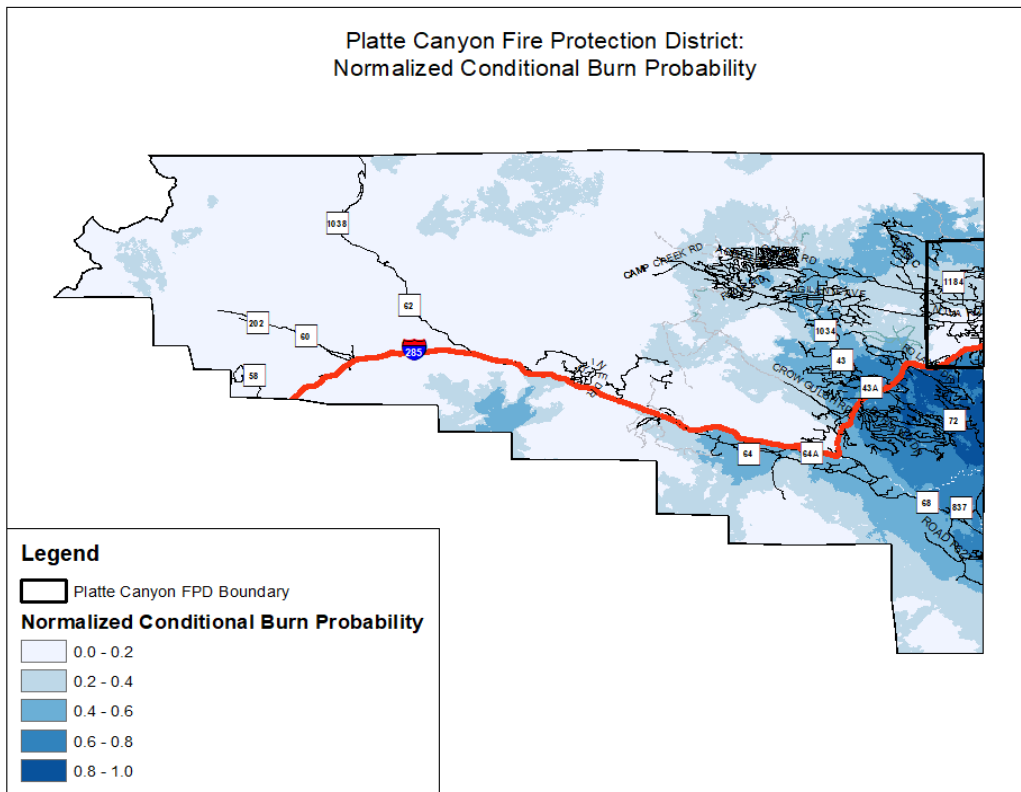 Platte Canyon Fire Protection District:
Normalized Conditional Burn Probability
1038
CAMP CREEK RD
RD
1184
62
202
60
1034
285
43
58
CROW GULCH RD
43A
72
64
64A
68
837
ROAD
Legend
Platte Canyon FPD Boundary
Normalized Conditional Burn Probability
0.0 - 0.2
0.2 - 0.4
0.4 - 0.6
0.6 - 0.8
0.8 - 1.0